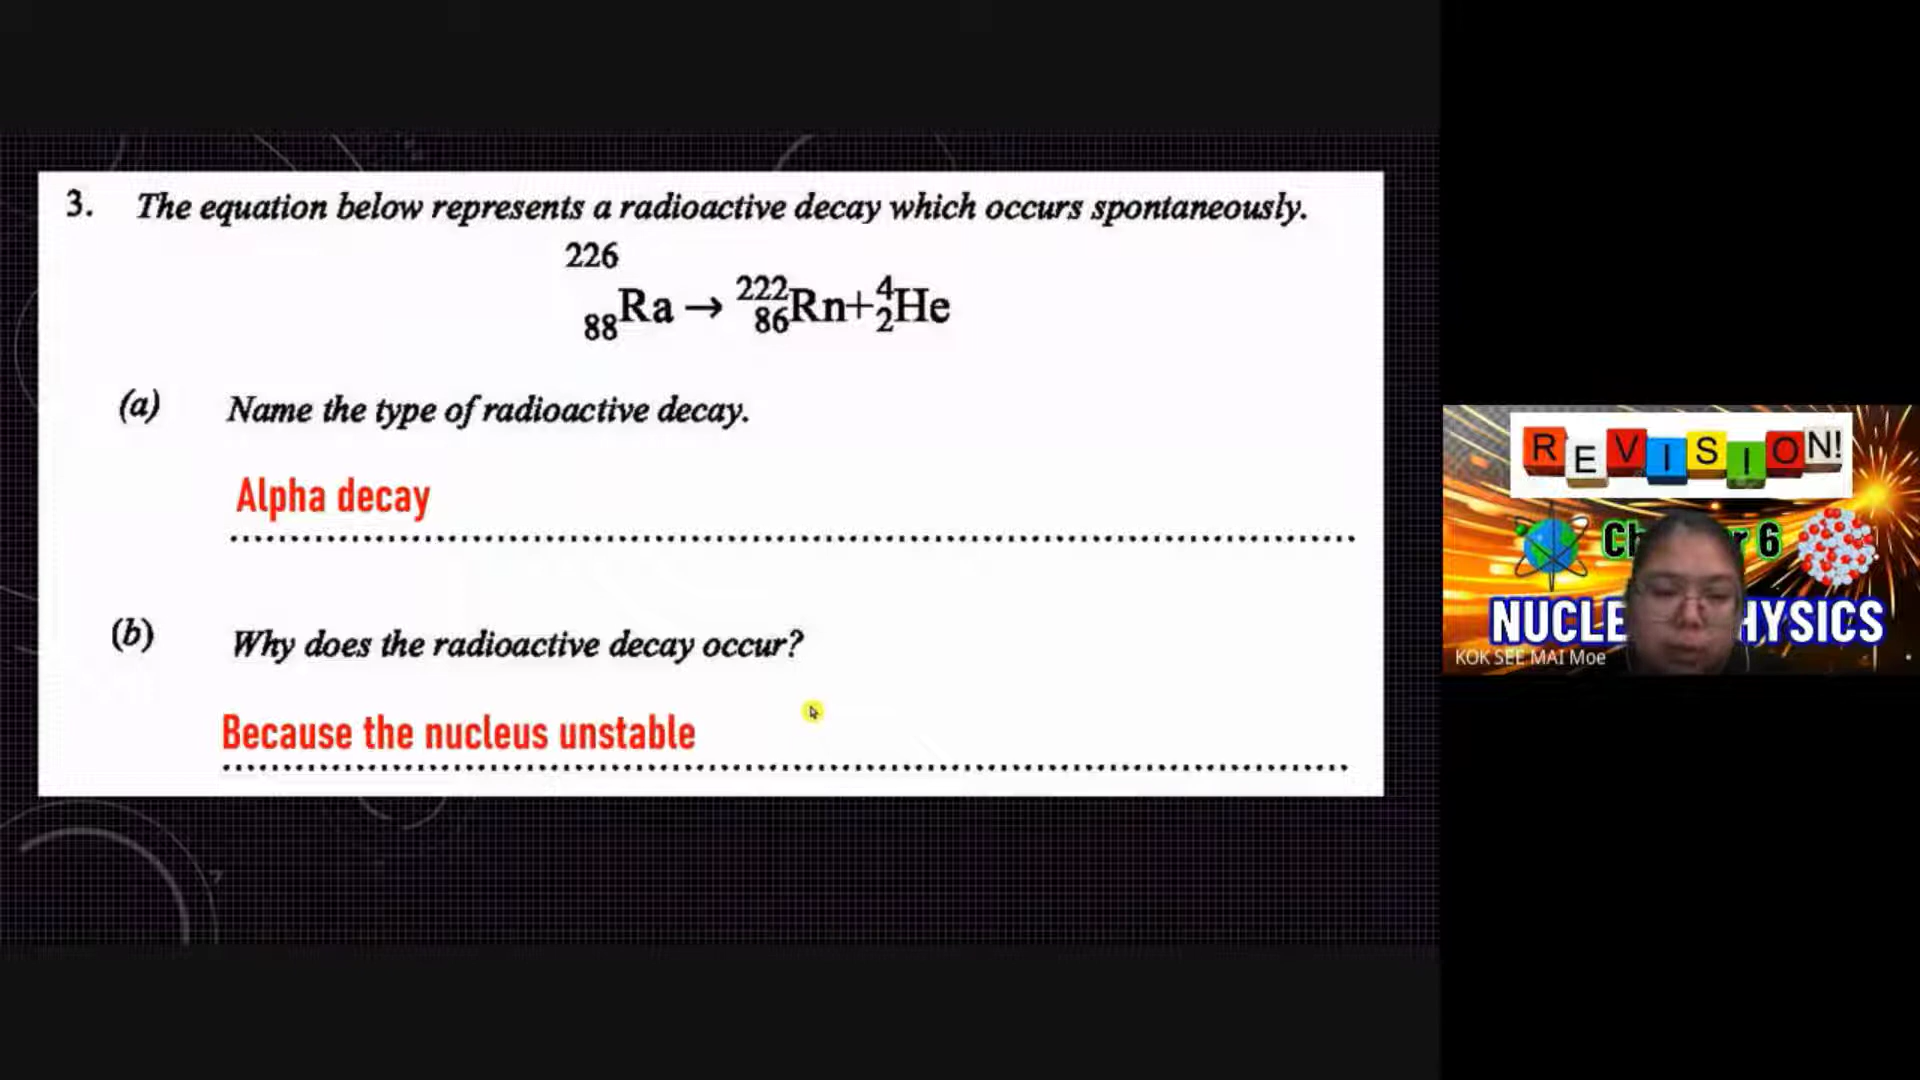 3. The equation below represents a radioactive decay which occurs spontaneously.
226
88Ra → 222 86Rn+4 2He
(a) Name the type of radioactive decay.
Alpha decay
(b) Why does the radioactive decay occur?
Because the nucleus unstable
REVISION!
6
KOK SEE MAI Moe